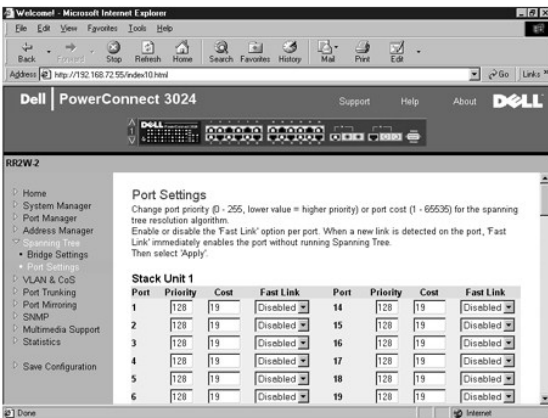 Welcome! - Microsoft Internet Explorer
File Edit View Favorites Tools Help
Back Forward Stop Refresh Home Search Favorites History Mail Print Edit
Address http://192.168.72.55/index10.html Go Links »
Dell PowerConnect 3024
Support Help About DELL
DELL
1
RR2W-2
Home
System Manager
Port Manager
Address Manager
Spanning Tree
Bridge Settings
Port Settings
VLAN & CoS
Port Trunking
Port Mirroring
SNMP
Multimedia Support
Statistics
Save Configuration
Port Settings
Change port priority (0 - 255, lower value = higher priority) or port cost (1 - 65535) for the spanning
tree resolution algorithm.
Enable or disable the 'Fast Link' option per port. When a new link is detected on the port, 'Fast
Link' immediately enables the port without running Spanning Tree.
Then select 'Apply'.
Stack Unit 1
Port Priority Cost Fast Link Port Priority Cost Fast Link
1 128 19 Disabled 14 128 19 Disabled
2 128 19 Disabled 15 128 19 Disabled
3 128 19 Disabled 16 128 19 Disabled
4 128 19 Disabled 17 128 19 Disabled
5 128 19 Disabled 18 128 19 Disabled
6 128 19 Disabled 19 128 19 Disabled
Done Internet